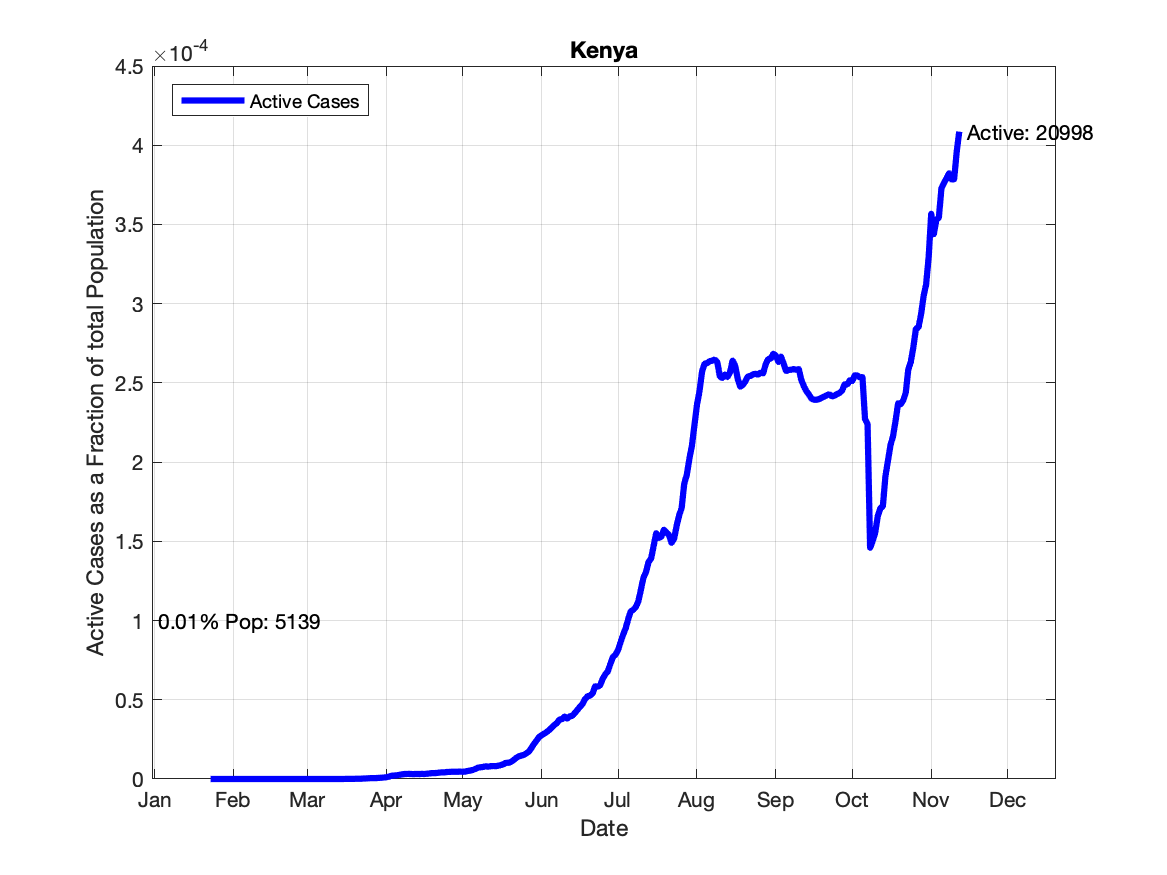 Kenya
×10-4
4.5
4
3.5
3
2.5
2
1.5
1
0.5
0
Active Cases as a Fraction of total Population
Active Cases
Active: 20998
0.01% Pop: 5139
Jan Feb Mar Apr May Jun Jul Aug Sep Oct Nov Dec
Date